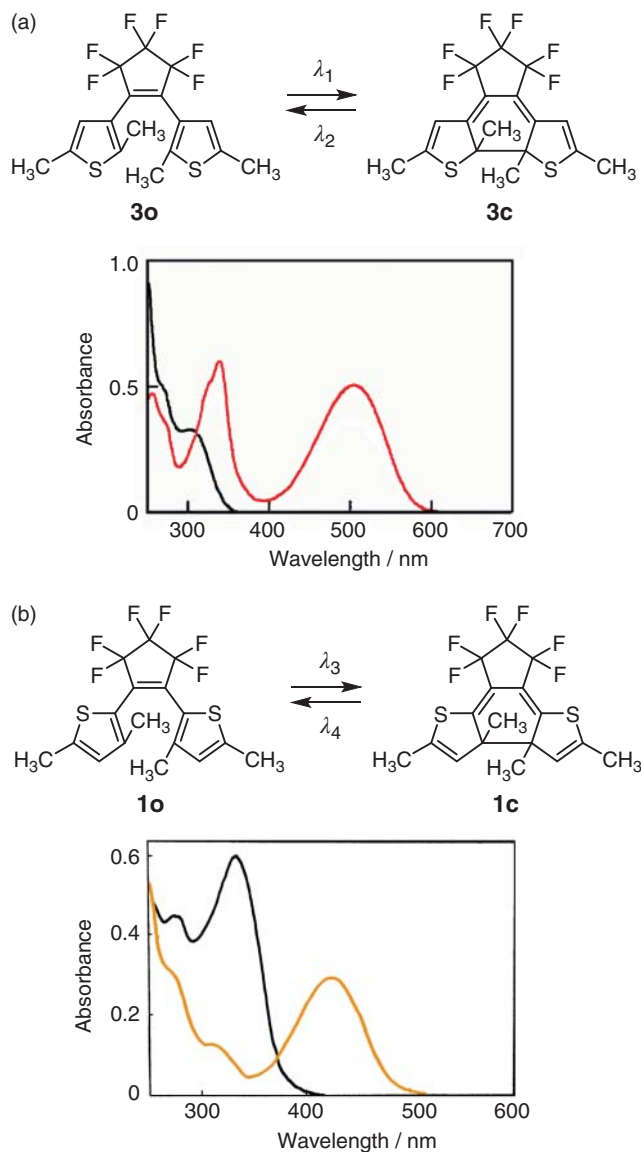 (a)
F F F F
F F F F
λ1
F F
F F
λ2
CH3
CH3
H3C S H3C S CH3
H3C S H3C S CH3
3o
3c
1.0
0.5
0
Absorbance
300 400 500 600 700
Wavelength / nm
(b)
F F F F
F F F F
λ3
F F
F F
λ4
S CH3 S
S CH3 S
H3C H3C CH3
H3C H3C CH3
1o
1c
0.6
0.4
0.2
0
Absorbance
300 400 500 600
Wavelength / nm